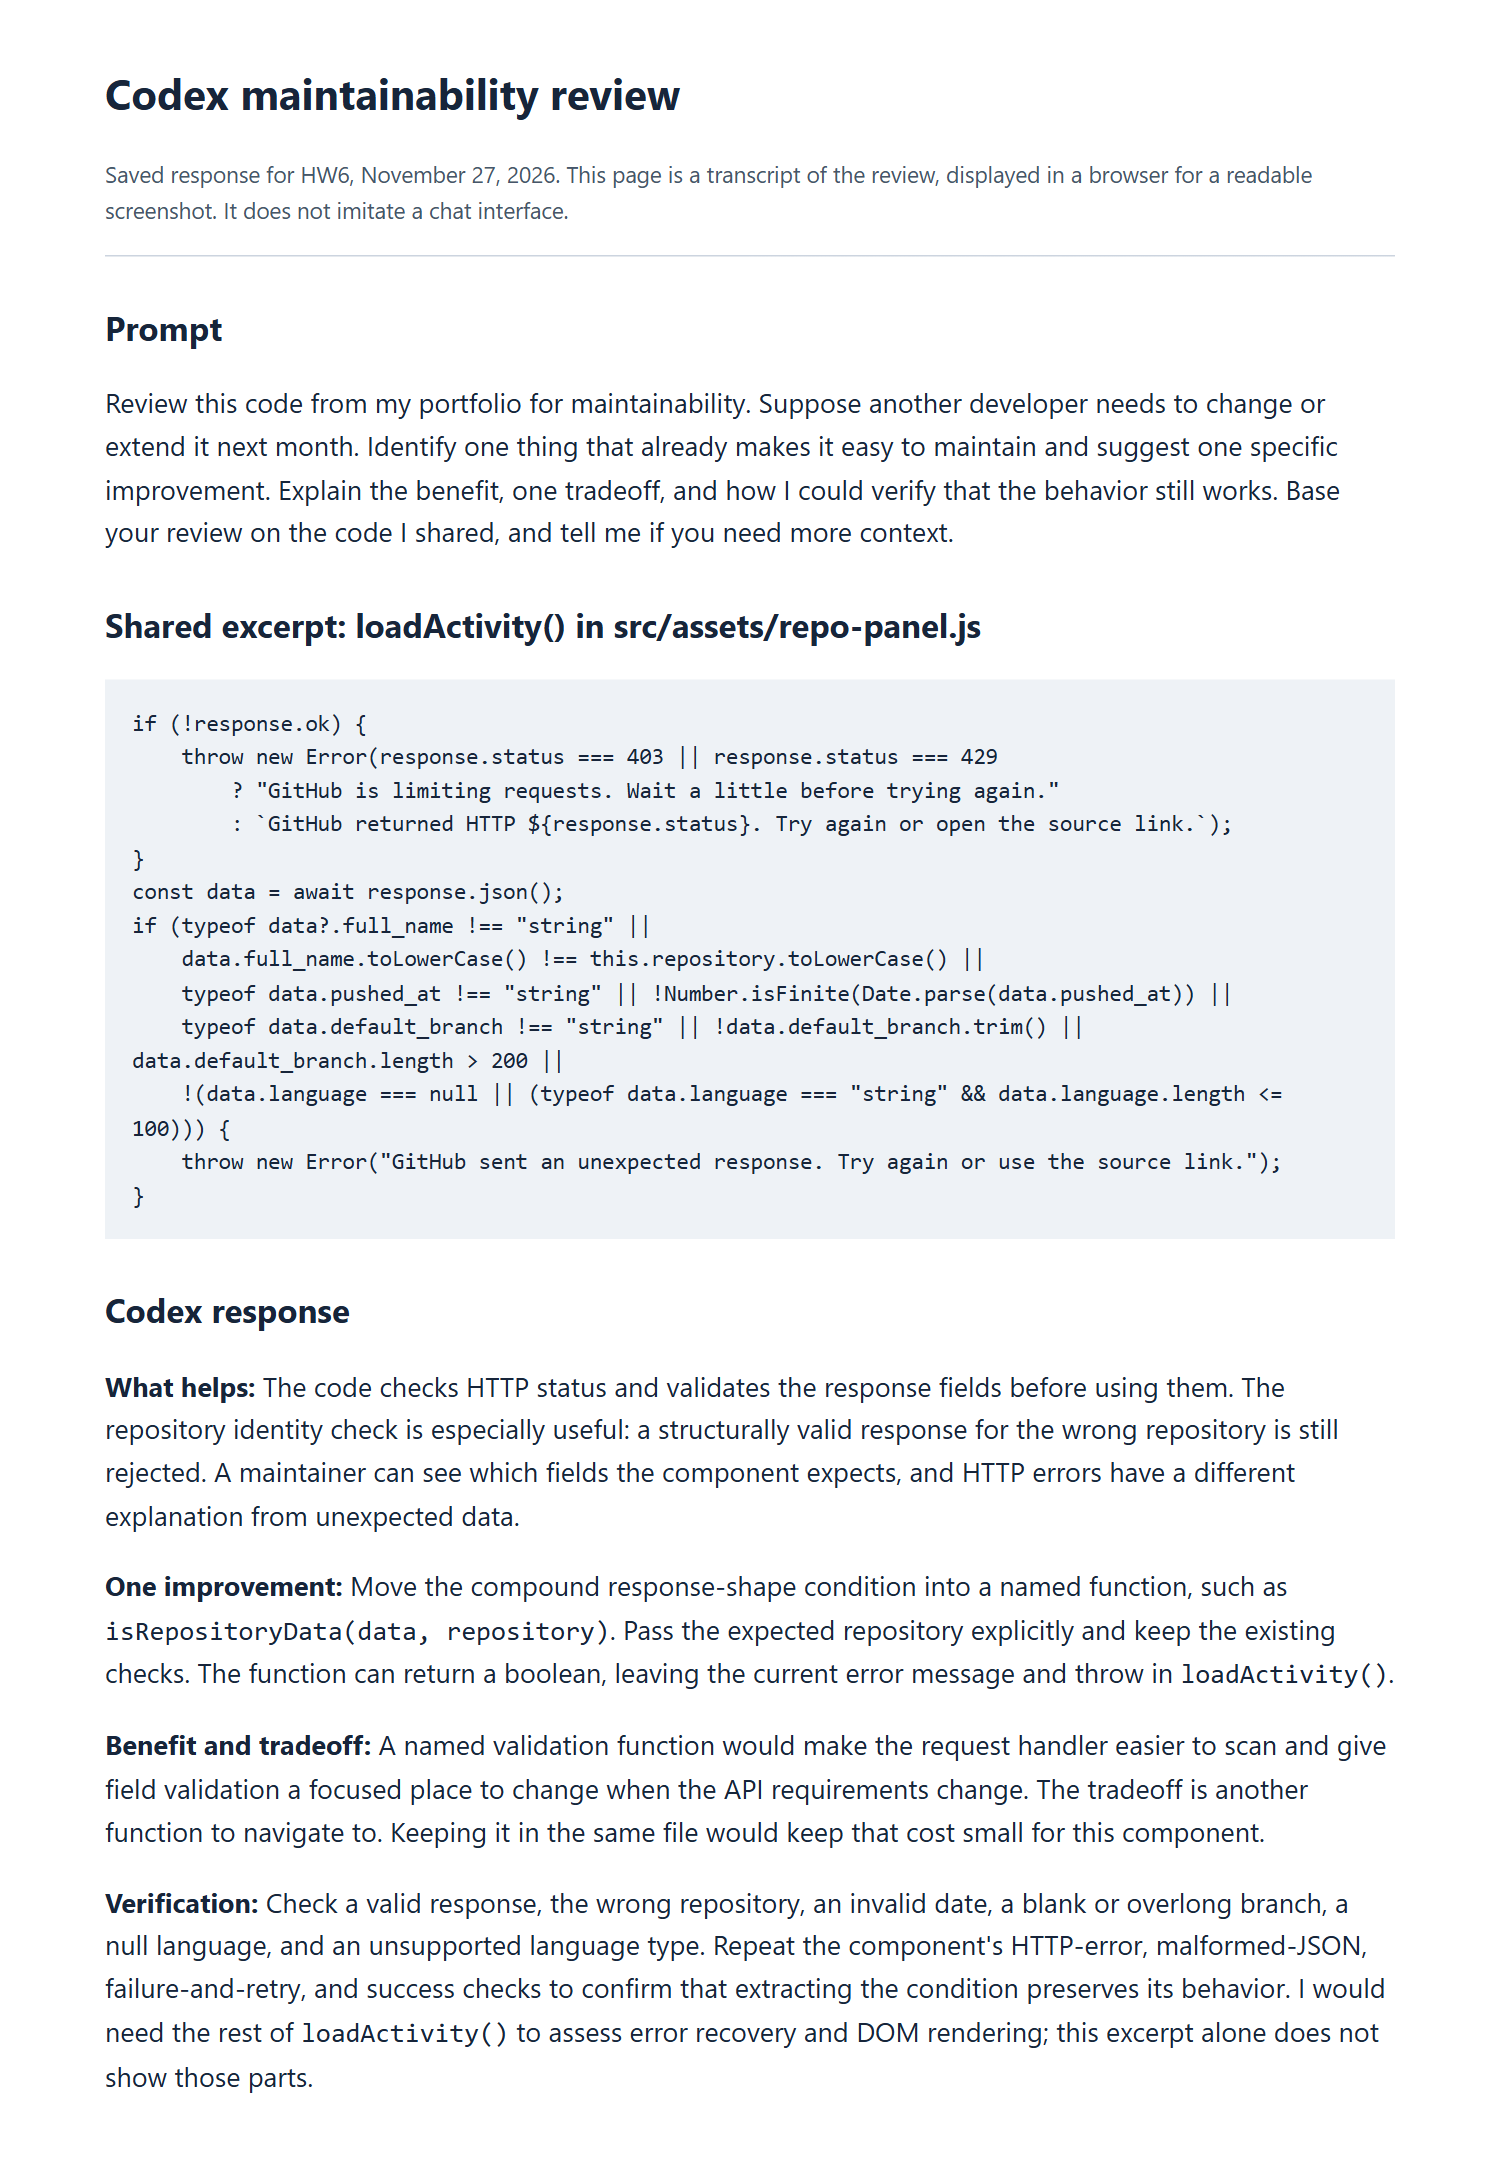 Codex maintainability review
Saved response for HW6, November 27, 2026. This page is a transcript of the review, displayed in a browser for a readable
screenshot. It does not imitate a chat interface.
Prompt
Review this code from my portfolio for maintainability. Suppose another developer needs to change or
extend it next month. Identify one thing that already makes it easy to maintain and suggest one specific
improvement. Explain the benefit, one tradeoff, and how I could verify that the behavior still works. Base
your review on the code I shared, and tell me if you need more context.
Shared excerpt: loadActivity() in src/assets/repo-panel.js
if (!response.ok) {
    throw new Error(response.status === 403 || response.status === 429
        ? "GitHub is limiting requests. Wait a little before trying again."
        : `GitHub returned HTTP ${response.status}. Try again or open the source link.`);
}
const data = await response.json();
if (typeof data?.full_name !== "string" ||
    data.full_name.toLowerCase() !== this.repository.toLowerCase() ||
    typeof data.pushed_at !== "string" || !Number.isFinite(Date.parse(data.pushed_at)) ||
    typeof data.default_branch !== "string" || !data.default_branch.trim() ||
data.default_branch.length > 200 ||
    !(data.language === null || (typeof data.language === "string" && data.language.length <=
100))) {
    throw new Error("GitHub sent an unexpected response. Try again or use the source link.");
}
Codex response
What helps: The code checks HTTP status and validates the response fields before using them. The
repository identity check is especially useful: a structurally valid response for the wrong repository is still
rejected. A maintainer can see which fields the component expects, and HTTP errors have a different
explanation from unexpected data.
One improvement: Move the compound response-shape condition into a named function, such as
isRepositoryData(data, repository). Pass the expected repository explicitly and keep the existing
checks. The function can return a boolean, leaving the current error message and throw in loadActivity().
Benefit and tradeoff: A named validation function would make the request handler easier to scan and give
field validation a focused place to change when the API requirements change. The tradeoff is another
function to navigate to. Keeping it in the same file would keep that cost small for this component.
Verification: Check a valid response, the wrong repository, an invalid date, a blank or overlong branch, a
null language, and an unsupported language type. Repeat the component's HTTP-error, malformed-JSON,
failure-and-retry, and success checks to confirm that extracting the condition preserves its behavior. I would
need the rest of loadActivity() to assess error recovery and DOM rendering; this excerpt alone does not
show those parts.